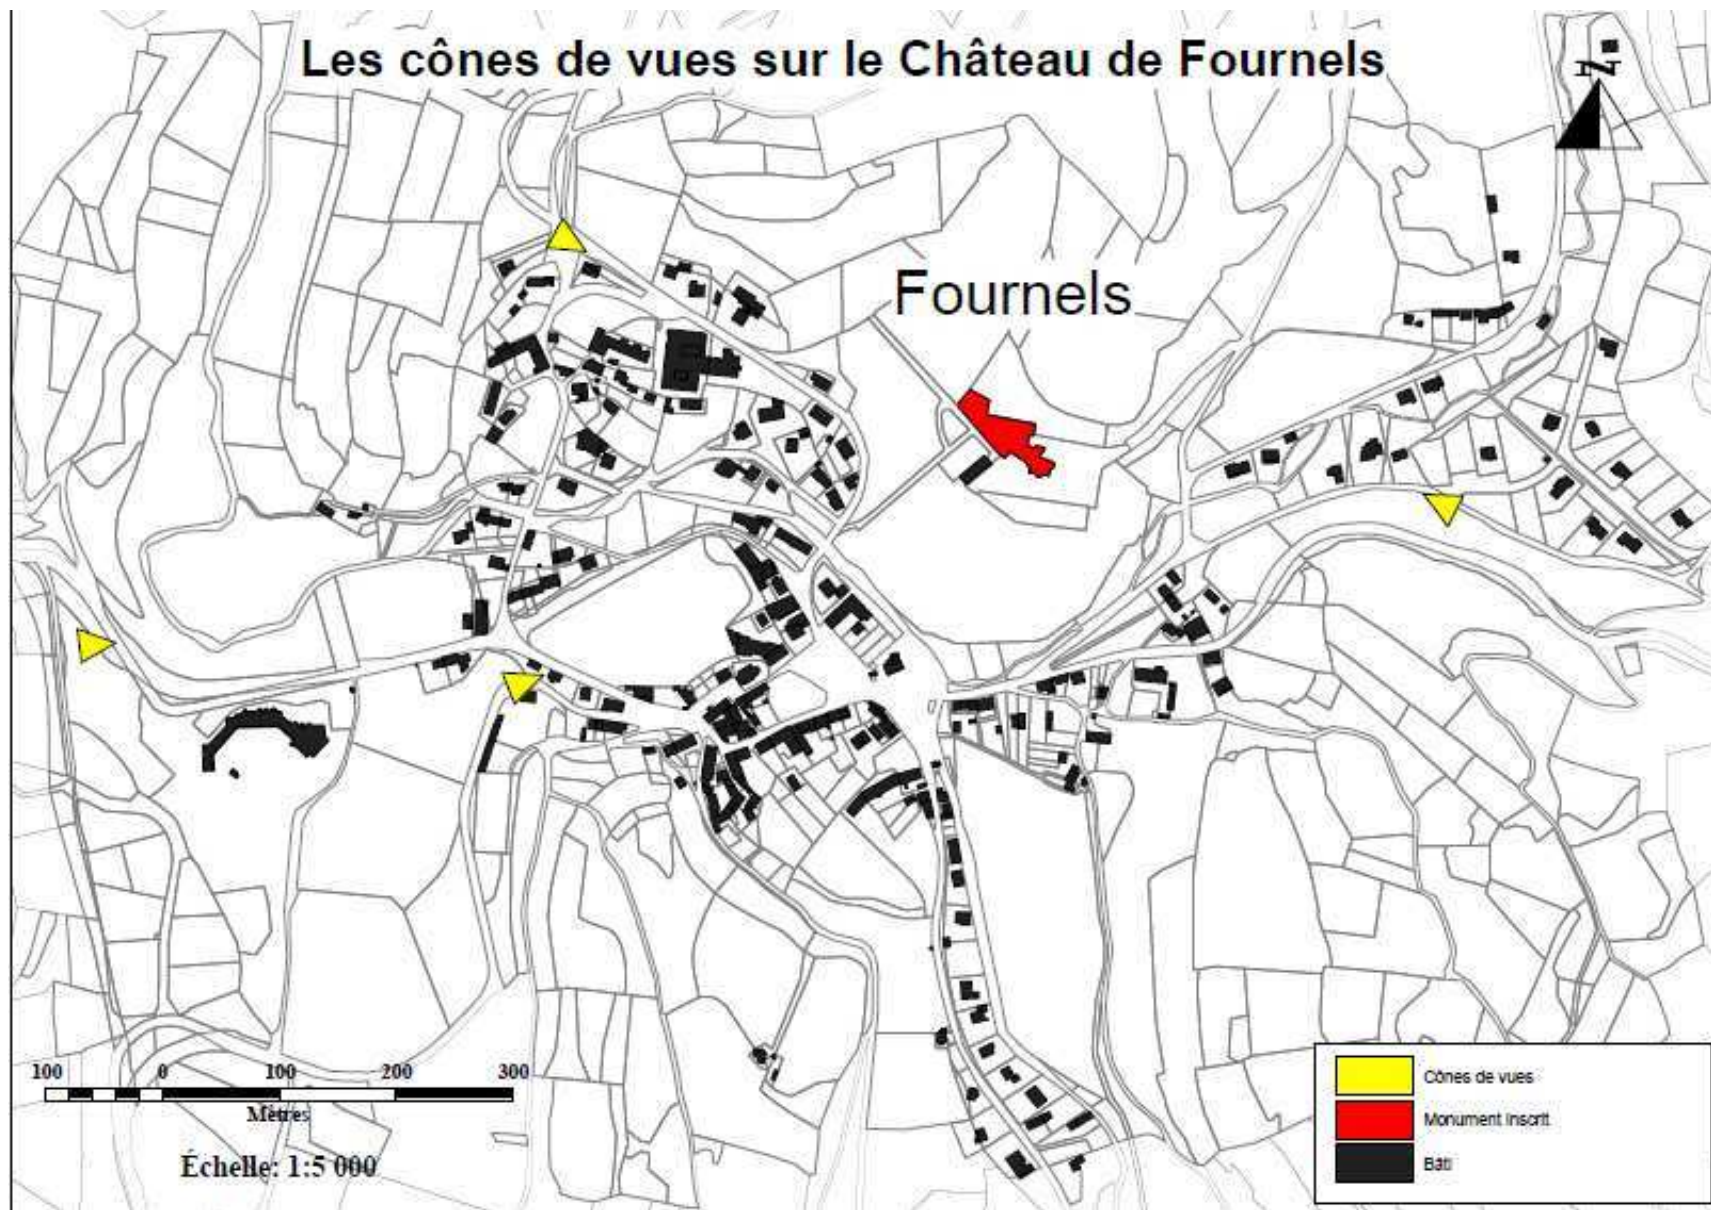 Les cônes de vues sur le Château de Fournels
N
Fournels
100 0 100 200 300
Mètres
Échelle: 1:5 000
Cônes de vues
Monument Inscrit
Bâti